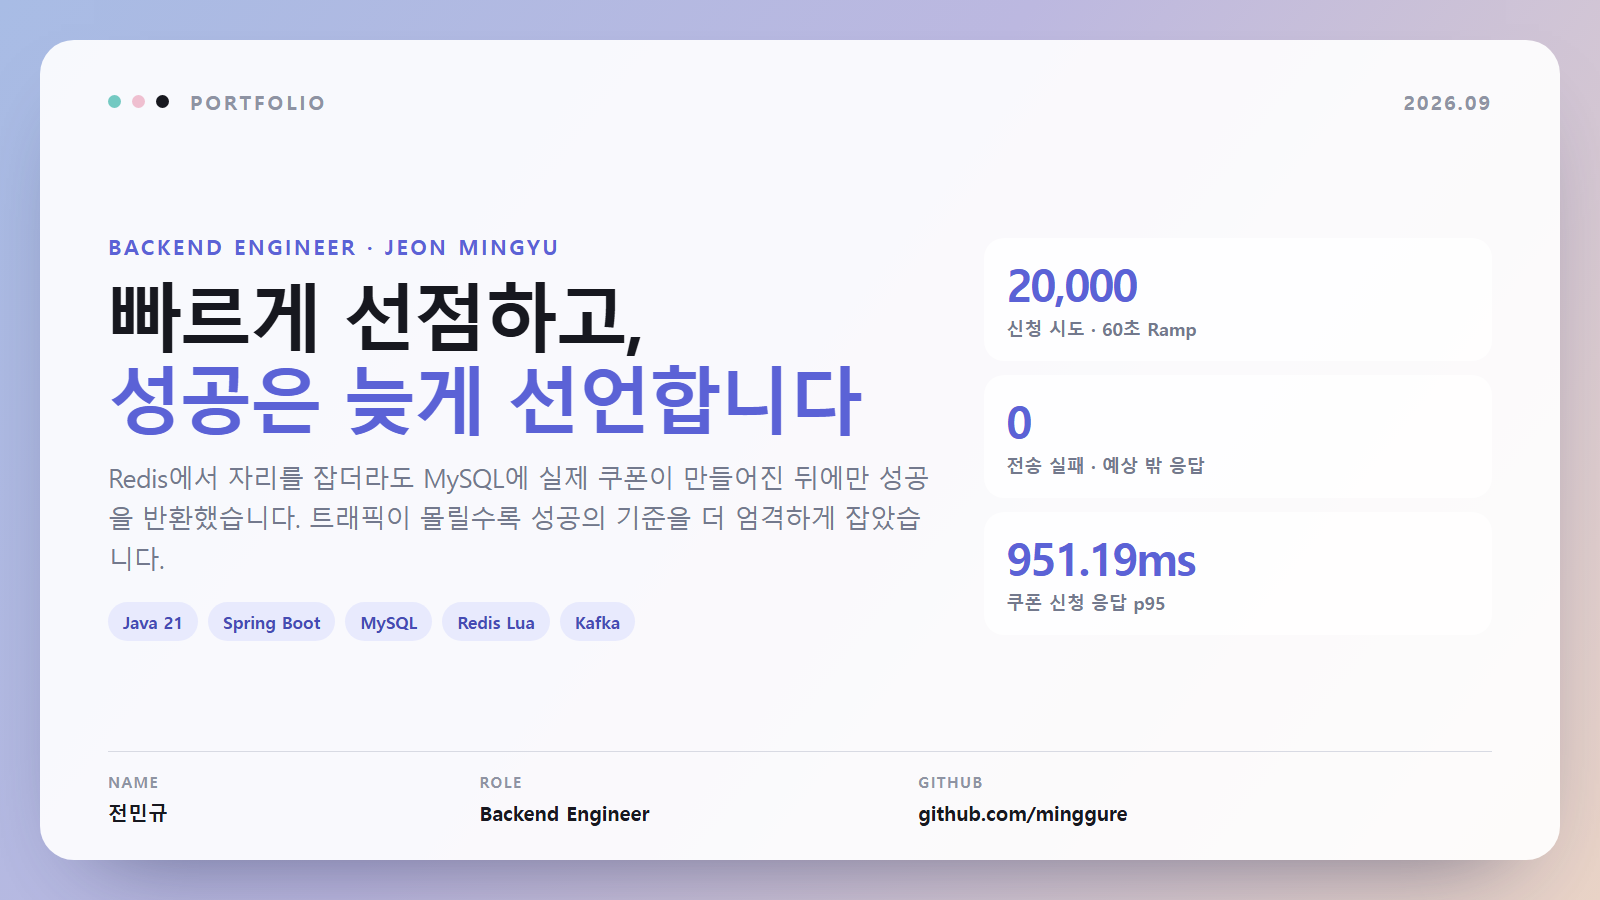 PORTFOLIO
2026.09
BACKEND ENGINEER · JEON MINGYU
빠르게 선점하고,
성공은 늦게 선언합니다
Redis에서 자리를 잡더라도 MySQL에 실제 쿠폰이 만들어진 뒤에만 성공
을 반환했습니다. 트래픽이 몰릴수록 성공의 기준을 더 엄격하게 잡았습
니다.
Java 21
Spring Boot
MySQL
Redis Lua
Kafka
20,000
신청 시도 · 60초 Ramp
0
전송 실패 · 예상 밖 응답
951.19ms
쿠폰 신청 응답 p95
NAME
전민규
ROLE
Backend Engineer
GITHUB
github.com/minggure